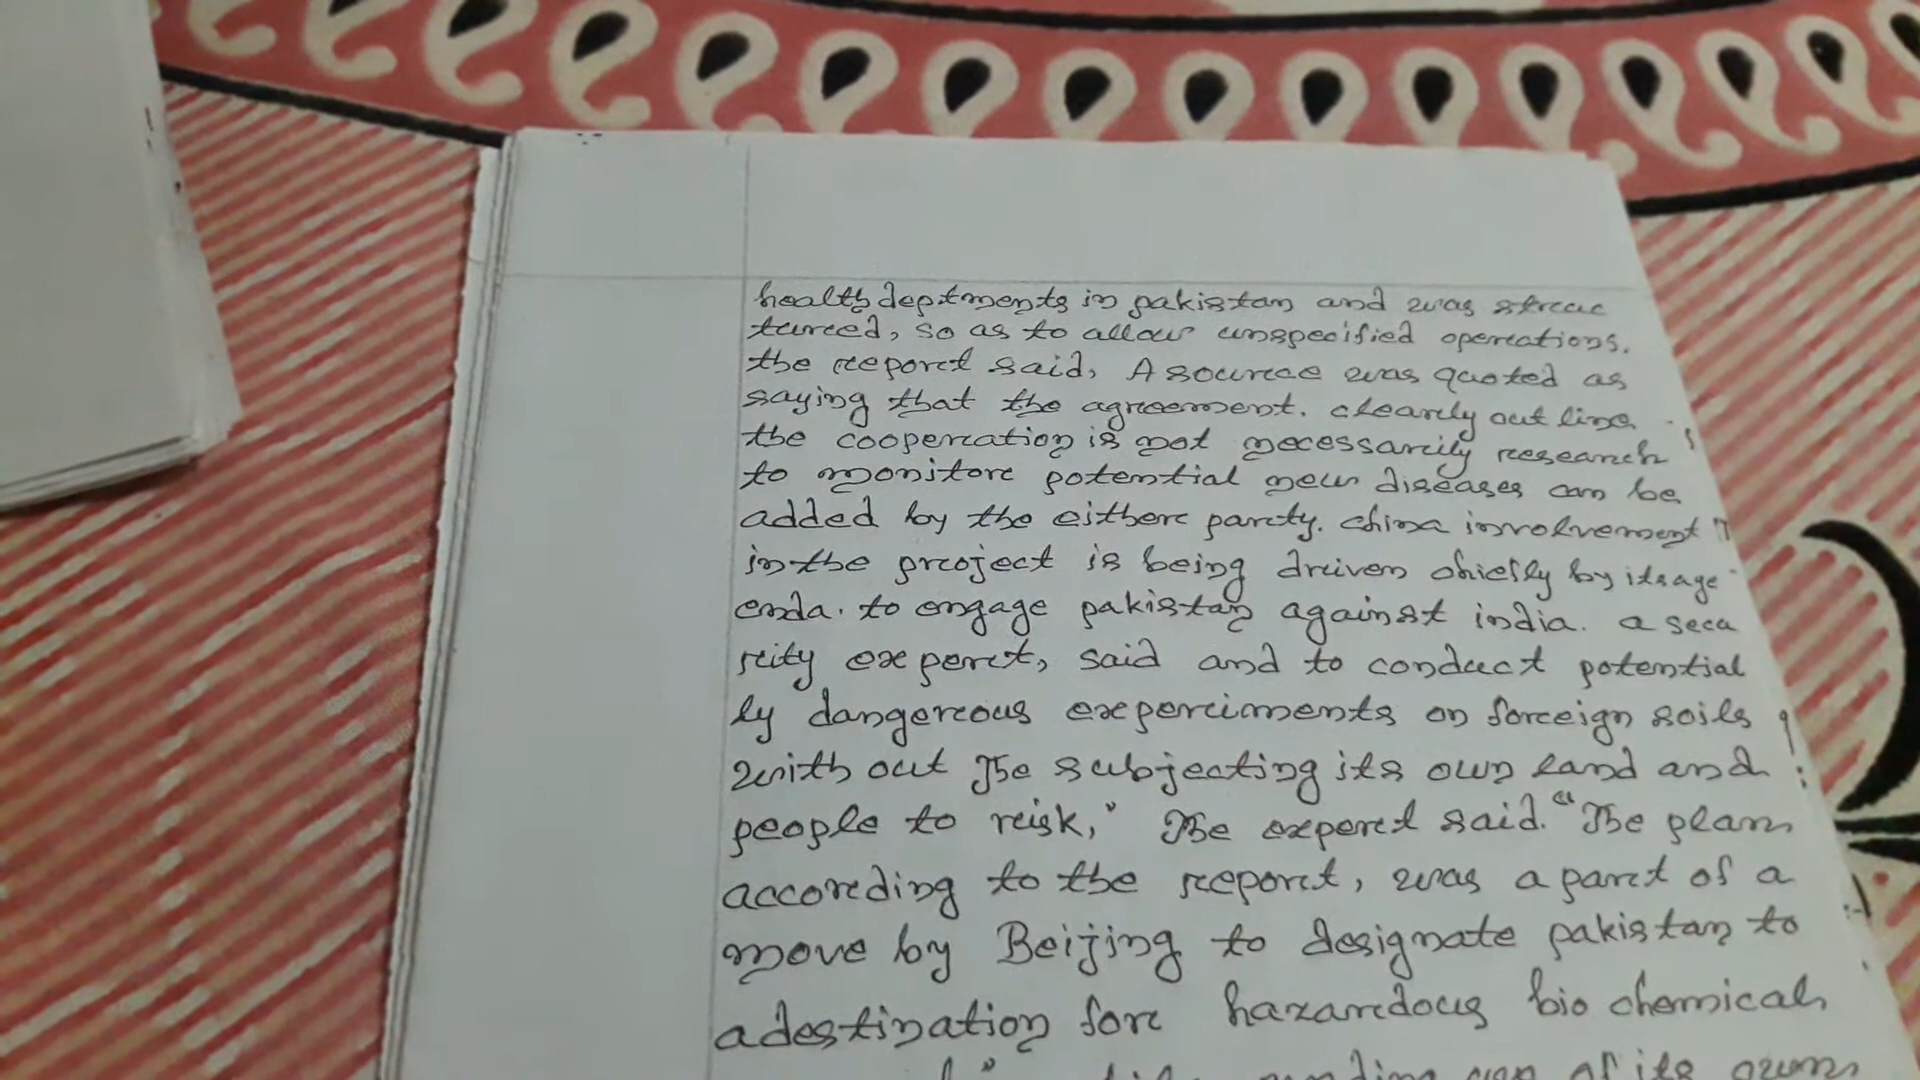 health deptments in pakistan and was struc
tured, so as to allow unspecified operations.
the report said, A source was quoted as
saying that the agreement. clearly out line
the cooperation is not necessarily research
to monitor potential new diseases can be
added by the either party. china involvement
in the project is being driven chiefly by its age
enda. to engage pakistan against india. a secu
rity expert, said and to conduct potential
ly dangerous experiments on foreign soils
with out The subjecting its own land and
people to risk," The expert said. "The plan
according to the report, was a part of a
move by Beijing to designate pakistan to
a destination for hazardous bio chemical
of its own